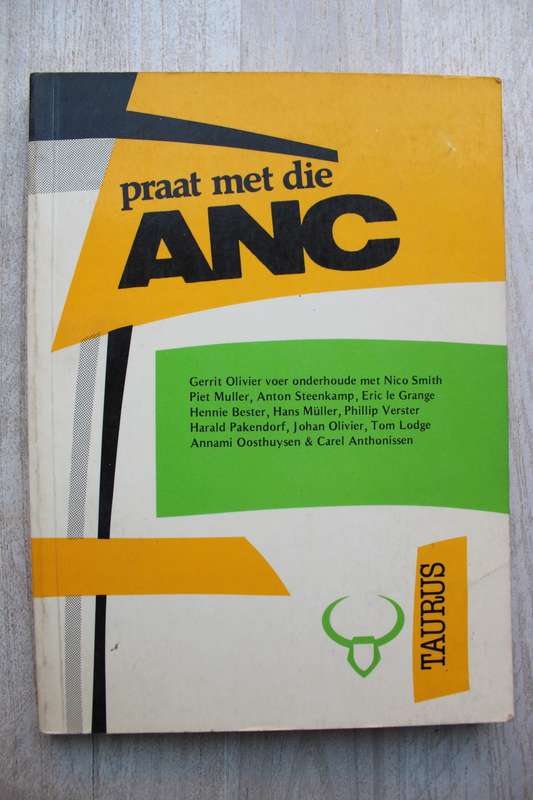 praat met die
ANC
Gerrit Olivier voer onderhoude met Nico Smith
Piet Muller, Anton Steenkamp, Eric le Grange
Hennie Bester, Hans Müller, Phillip Verster
Harald Pakendorf, Johan Olivier, Tom Lodge
Annami Oosthuysen & Carel Anthonissen
TAURUS